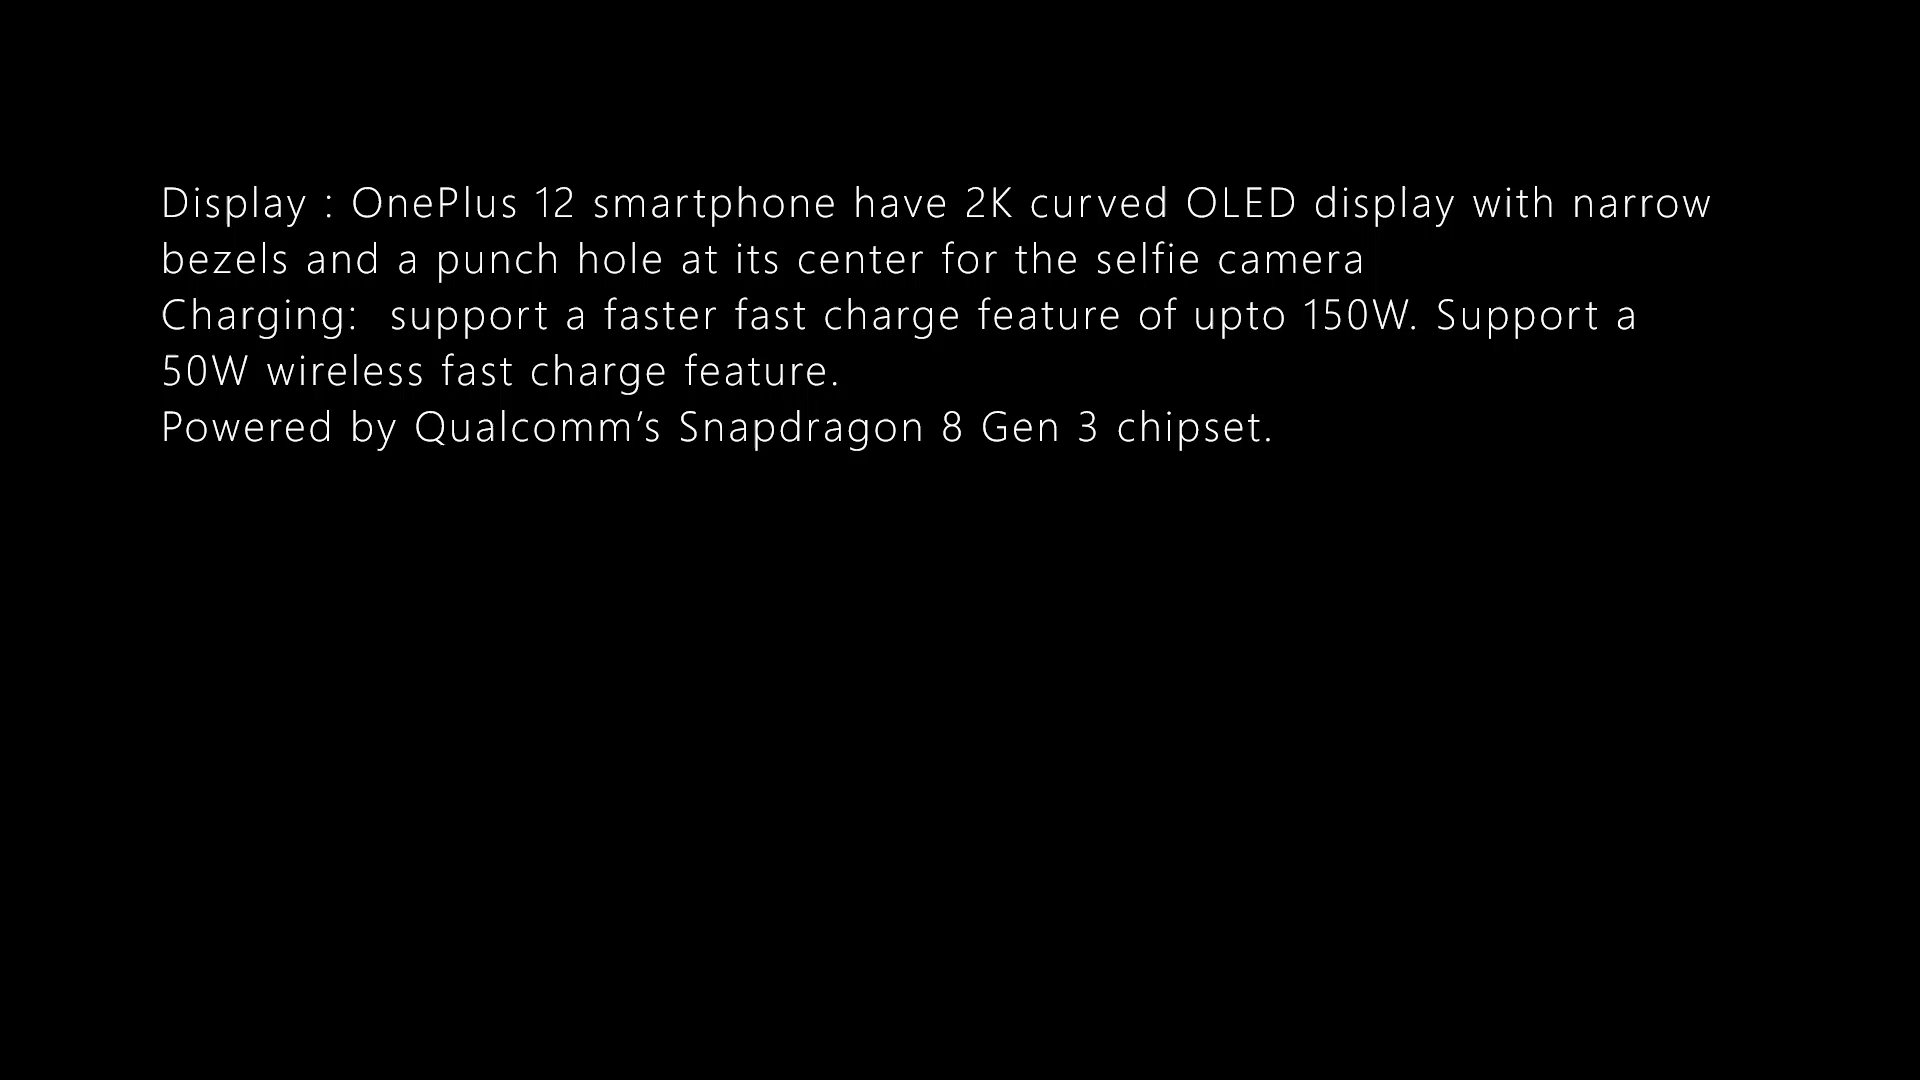 Display : OnePlus 12 smartphone have 2K curved OLED display with narrow
bezels and a punch hole at its center for the selfie camera
Charging:  support a faster fast charge feature of upto 150W. Support a
50W wireless fast charge feature.
Powered by Qualcomm’s Snapdragon 8 Gen 3 chipset.